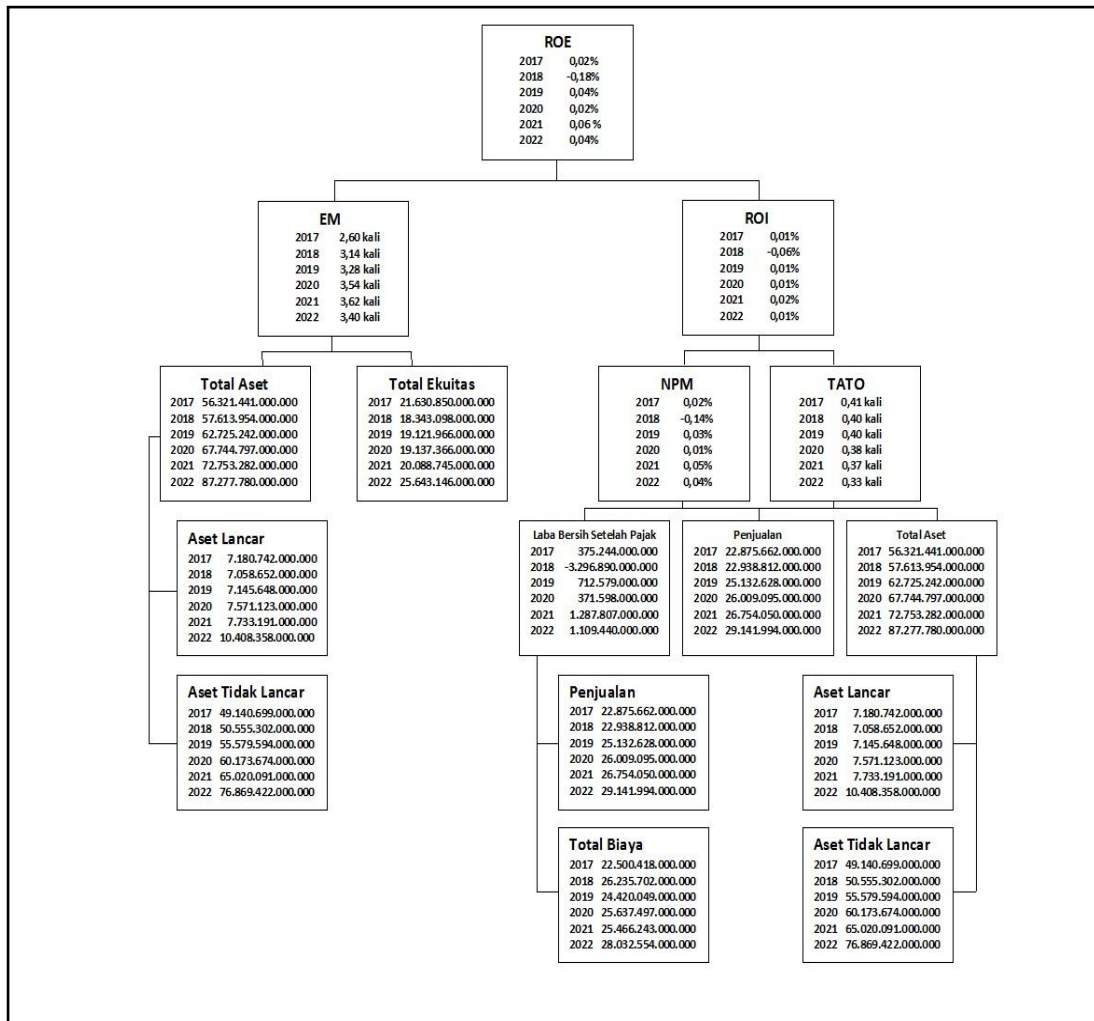 ROE
2017 0,02%
2018 -0,18%
2019 0,04%
2020 0,02%
2021 0,06 %
2022 0,04%
EM
2017 2,60 kali
2018 3,14 kali
2019 3,28 kali
2020 3,54 kali
2021 3,62 kali
2022 3,40 kali
ROI
2017 0,01%
2018 -0,06%
2019 0,01%
2020 0,01%
2021 0,02%
2022 0,01%
Total Aset
2017 56.321.441.000.000
2018 57.613.954.000.000
2019 62.725.242.000.000
2020 67.744.797.000.000
2021 72.753.282.000.000
2022 87.277.780.000.000
Total Ekuitas
2017 21.630.850.000.000
2018 18.343.098.000.000
2019 19.121.966.000.000
2020 19.137.366.000.000
2021 20.088.745.000.000
2022 25.643.146.000.000
NPM
2017 0,02%
2018 -0,14%
2019 0,03%
2020 0,01%
2021 0,05%
2022 0,04%
TATO
2017 0,41 kali
2018 0,40 kali
2019 0,40 kali
2020 0,38 kali
2021 0,37 kali
2022 0,33 kali
Aset Lancar
2017 7.180.742.000.000
2018 7.058.652.000.000
2019 7.145.648.000.000
2020 7.571.123.000.000
2021 7.733.191.000.000
2022 10.408.358.000.000
Laba Bersih Setelah Pajak
2017 375.244.000.000
2018 -3.296.890.000.000
2019 712.579.000.000
2020 371.598.000.000
2021 1.287.807.000.000
2022 1.109.440.000.000
Penjualan
2017 22.875.662.000.000
2018 22.938.812.000.000
2019 25.132.628.000.000
2020 26.009.095.000.000
2021 26.754.050.000.000
2022 29.141.994.000.000
Total Aset
2017 56.321.441.000.000
2018 57.613.954.000.000
2019 62.725.242.000.000
2020 67.744.797.000.000
2021 72.753.282.000.000
2022 87.277.780.000.000
Aset Tidak Lancar
2017 49.140.699.000.000
2018 50.555.302.000.000
2019 55.579.594.000.000
2020 60.173.674.000.000
2021 65.020.091.000.000
2022 76.869.422.000.000
Penjualan
2017 22.875.662.000.000
2018 22.938.812.000.000
2019 25.132.628.000.000
2020 26.009.095.000.000
2021 26.754.050.000.000
2022 29.141.994.000.000
Aset Lancar
2017 7.180.742.000.000
2018 7.058.652.000.000
2019 7.145.648.000.000
2020 7.571.123.000.000
2021 7.733.191.000.000
2022 10.408.358.000.000
Total Biaya
2017 22.500.418.000.000
2018 26.235.702.000.000
2019 24.420.049.000.000
2020 25.637.497.000.000
2021 25.466.243.000.000
2022 28.032.554.000.000
Aset Tidak Lancar
2017 49.140.699.000.000
2018 50.555.302.000.000
2019 55.579.594.000.000
2020 60.173.674.000.000
2021 65.020.091.000.000
2022 76.869.422.000.000